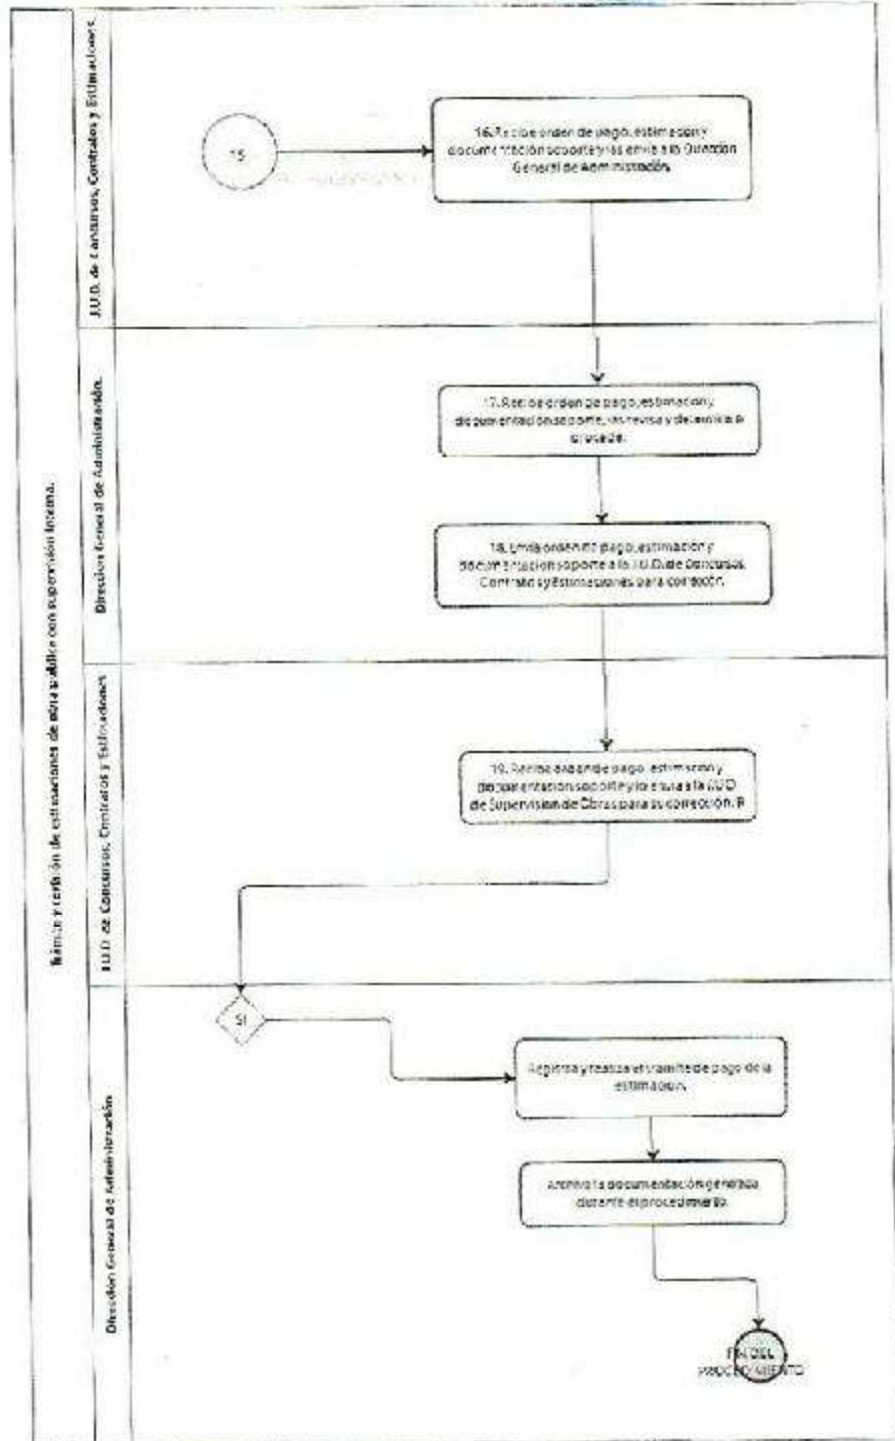 Trámite y revisión de estimaciones de obra pública con supervisión interna.
J.U.D. de Concursos, Contratos y Estimaciones.
15
16. Recibe orden de pago, estimación y
documentación soporte y las envía a la Dirección
General de Administración.
Dirección General de Administración.
17. Recibe orden de pago, estimación y
documentación soporte, las revisa y determina si
procede.
18. Envía orden de pago, estimación y
documentación soporte a la J.U.D. de Concursos,
Contratos y Estimaciones para corrección.
J.U.D. de Concursos, Contratos y Estimaciones
19. Recibe orden de pago, estimación y
documentación soporte y lo envía a la J.U.D
de Supervisión de Obras para su corrección. R
Dirección General de Administración
SI
Registra y realiza el trámite de pago de la
estimación.
Archiva la documentación generada
durante el procedimiento.
FIN DEL
PROCEDIMIENTO